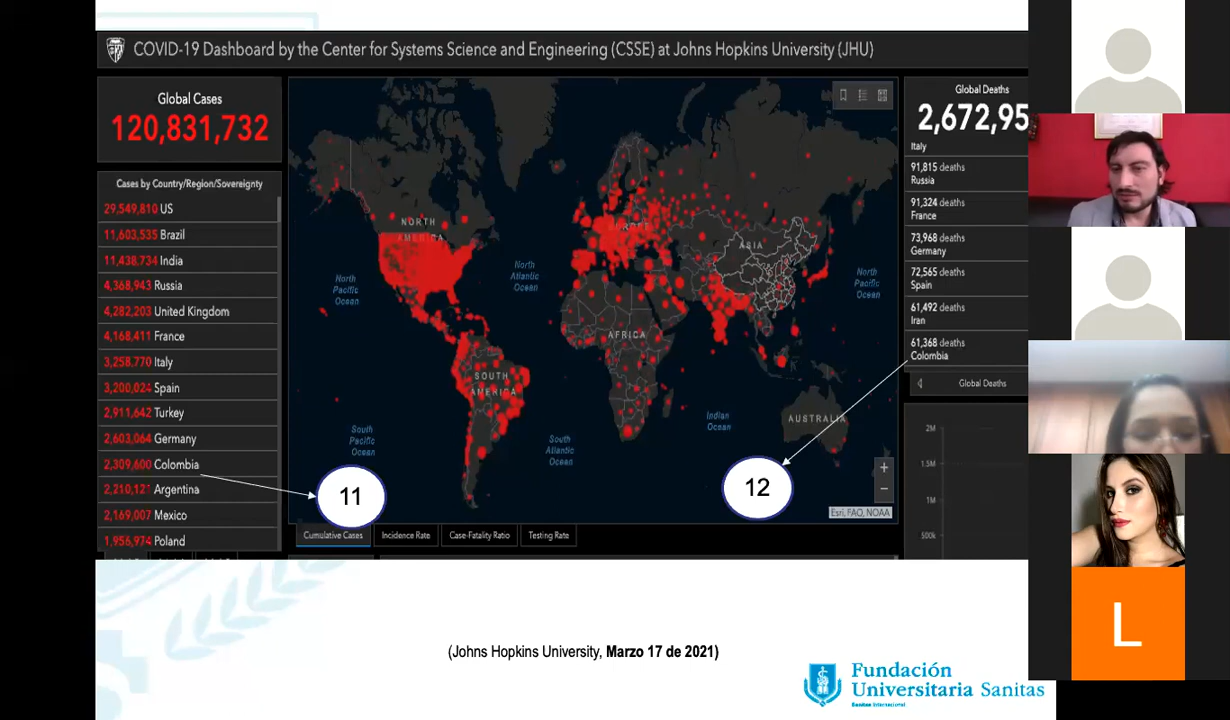 COVID-19 Dashboard by the Center for Systems Science and Engineering (CSSE) at Johns Hopkins University (JHU)
Global Cases
120,831,732
Cases by Country/Region/Sovereignty
29,549,810 US
11,603,535 Brazil
11,438,734 India
4,368,943 Russia
4,282,203 United Kingdom
4,168,411 France
3,258,770 Italy
3,200,024 Spain
2,911,642 Turkey
2,603,064 Germany
2,309,600 Colombia
2,210,121 Argentina
2,169,007 Mexico
1,956,974 Poland
NORTH
AMERICA
North
Pacific
Ocean
North
Atlantic
Ocean
EUROPE
ASIA
North
Pacific
Ocean
AFRICA
SOUTH
AMERICA
South
Pacific
Ocean
South
Atlantic
Ocean
Indian
Ocean
AUSTRALIA
+
−
Esri, FAO, NOAA
11
12
Cumulative Cases
Incidence Rate
Case-Fatality Ratio
Testing Rate
Global Deaths
2,672,95
Italy
91,815 deaths
Russia
91,324 deaths
France
73,968 deaths
Germany
72,565 deaths
Spain
61,492 deaths
Iran
61,368 deaths
Colombia
Global Deaths
2M
1.5M
1M
500k
(Johns Hopkins University, Marzo 17 de 2021)
Fundación
Universitaria Sanitas
Sanitas Internacional
L